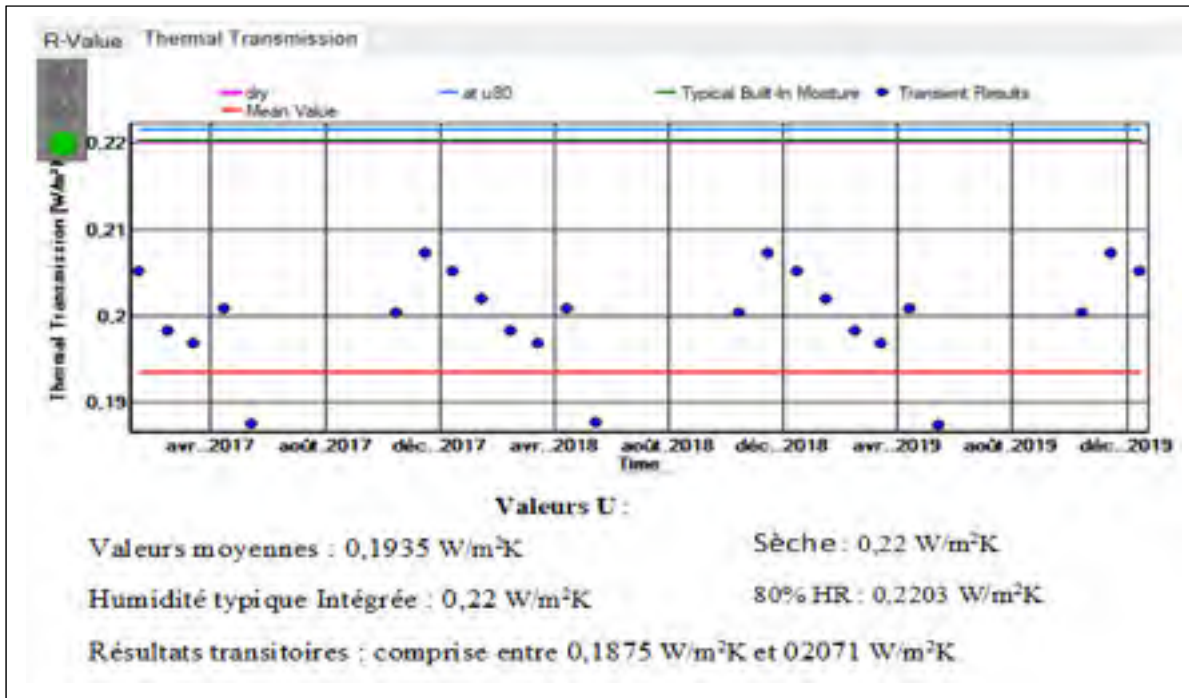 R-Value Thermal Transmission
dry at u80 Typical Built-In Moisture Transient Results
Mean Value
Thermal Transmission [W/m²K]
0,22
0,21
0,2
0,19
avr..2017 août.2017 déc..2017 avr..2018 août.2018 déc..2018 avr..2019 août.2019 déc..2019
Time
Valeurs U :
Valeurs moyennes : 0,1935 W/m²K Sèche : 0,22 W/m²K
Humidité typique Intégrée : 0,22 W/m²K 80% HR : 0,2203 W/m²K
Résultats transitoires : comprise entre 0,1875 W/m²K et 02071 W/m²K